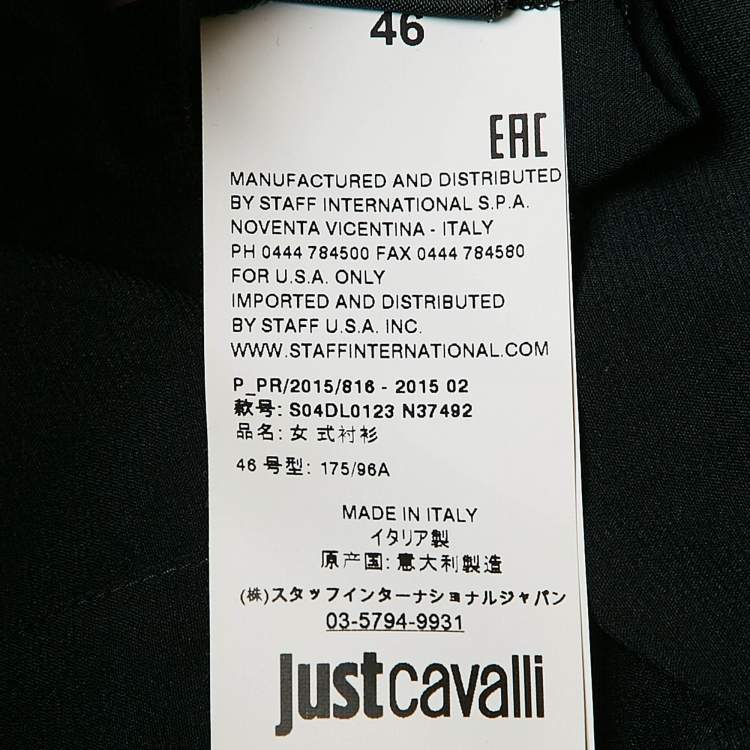 46
EAC
MANUFACTURED AND DISTRIBUTED
BY STAFF INTERNATIONAL S.P.A.
NOVENTA VICENTINA - ITALY
PH 0444 784500 FAX 0444 784580
FOR U.S.A. ONLY
IMPORTED AND DISTRIBUTED
BY STAFF U.S.A. INC.
WWW.STAFFINTERNATIONAL.COM
P_PR/2015/816 - 2015 02
款号: S04DL0123 N37492
品名: 女式衬衫
46 号型: 175/96A
MADE IN ITALY
イタリア製
原产国: 意大利製造
(株)スタッフインターナショナルジャパン
03-5794-9931
justcavalli